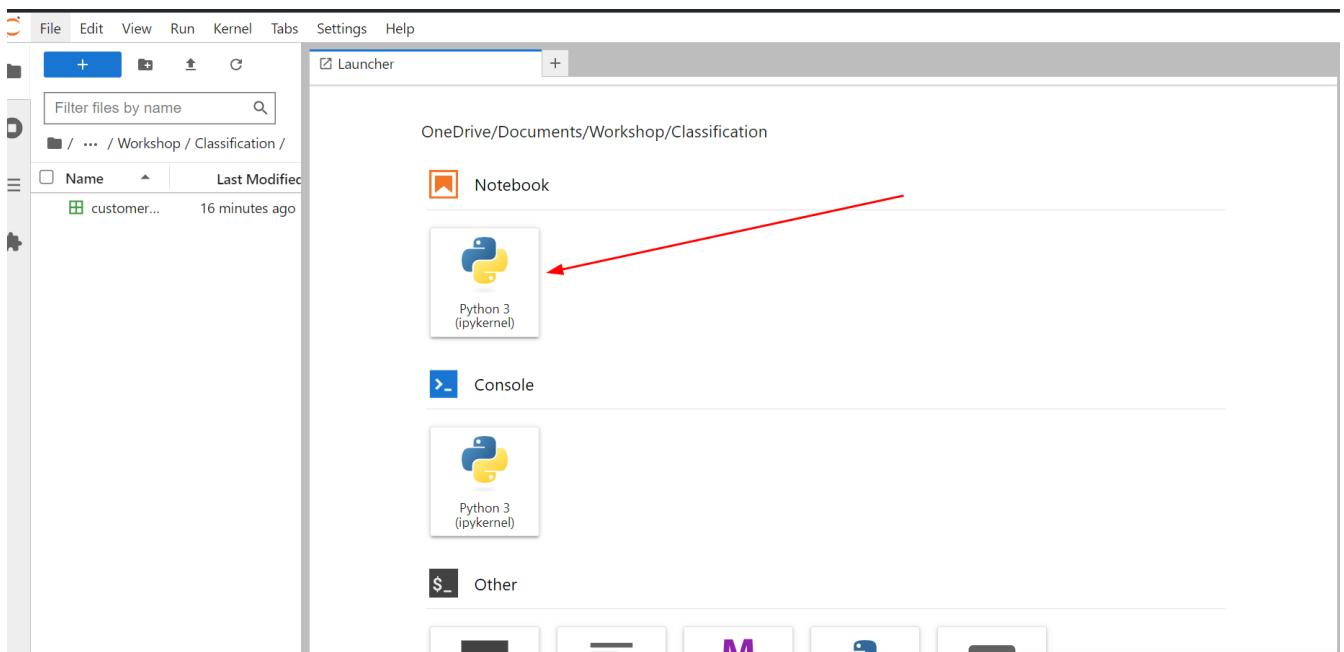 File Edit View Run Kernel Tabs Settings Help
+
Filter files by name
/ ··· / Workshop / Classification /
Name Last Modified
customer... 16 minutes ago
Launcher +
OneDrive/Documents/Workshop/Classification
Notebook
Python 3
(ipykernel)
Console
Python 3
(ipykernel)
$_ Other
M